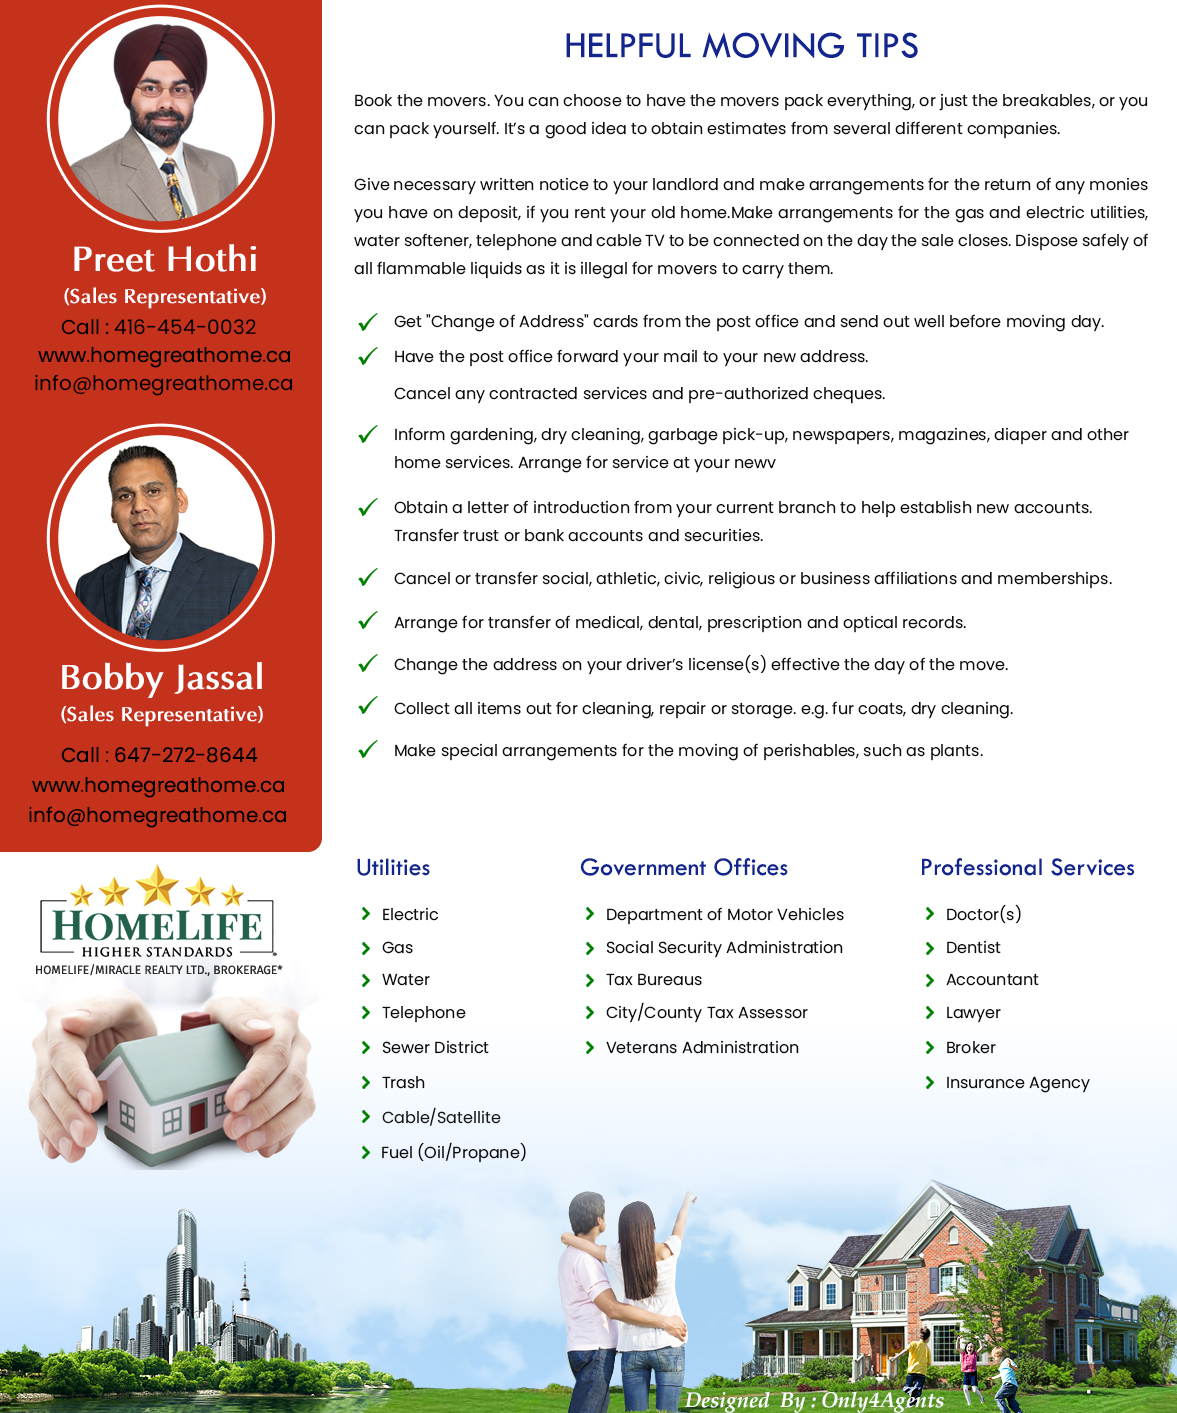 Preet Hothi
(Sales Representative)
Call : 416-454-0032
www.homegreathome.ca
info@homegreathome.ca
Bobby Jassal
(Sales Representative)
Call : 647-272-8644
www.homegreathome.ca
info@homegreathome.ca
HOMELIFE
HIGHER STANDARDS
HOMELIFE/MIRACLE REALTY LTD., BROKERAGE*
HELPFUL MOVING TIPS
Book the movers. You can choose to have the movers pack everything, or just the breakables, or you
can pack yourself. It’s a good idea to obtain estimates from several different companies.
Give necessary written notice to your landlord and make arrangements for the return of any monies
you have on deposit, if you rent your old home.Make arrangements for the gas and electric utilities,
water softener, telephone and cable TV to be connected on the day the sale closes. Dispose safely of
all flammable liquids as it is illegal for movers to carry them.
Get "Change of Address" cards from the post office and send out well before moving day.
Have the post office forward your mail to your new address.
Cancel any contracted services and pre-authorized cheques.
Inform gardening, dry cleaning, garbage pick-up, newspapers, magazines, diaper and other
home services. Arrange for service at your newv
Obtain a letter of introduction from your current branch to help establish new accounts.
Transfer trust or bank accounts and securities.
Cancel or transfer social, athletic, civic, religious or business affiliations and memberships.
Arrange for transfer of medical, dental, prescription and optical records.
Change the address on your driver’s license(s) effective the day of the move.
Collect all items out for cleaning, repair or storage. e.g. fur coats, dry cleaning.
Make special arrangements for the moving of perishables, such as plants.
Utilities
Electric
Gas
Water
Telephone
Sewer District
Trash
Cable/Satellite
Fuel (Oil/Propane)
Government Offices
Department of Motor Vehicles
Social Security Administration
Tax Bureaus
City/County Tax Assessor
Veterans Administration
Professional Services
Doctor(s)
Dentist
Accountant
Lawyer
Broker
Insurance Agency
Designed By : Only4Agents